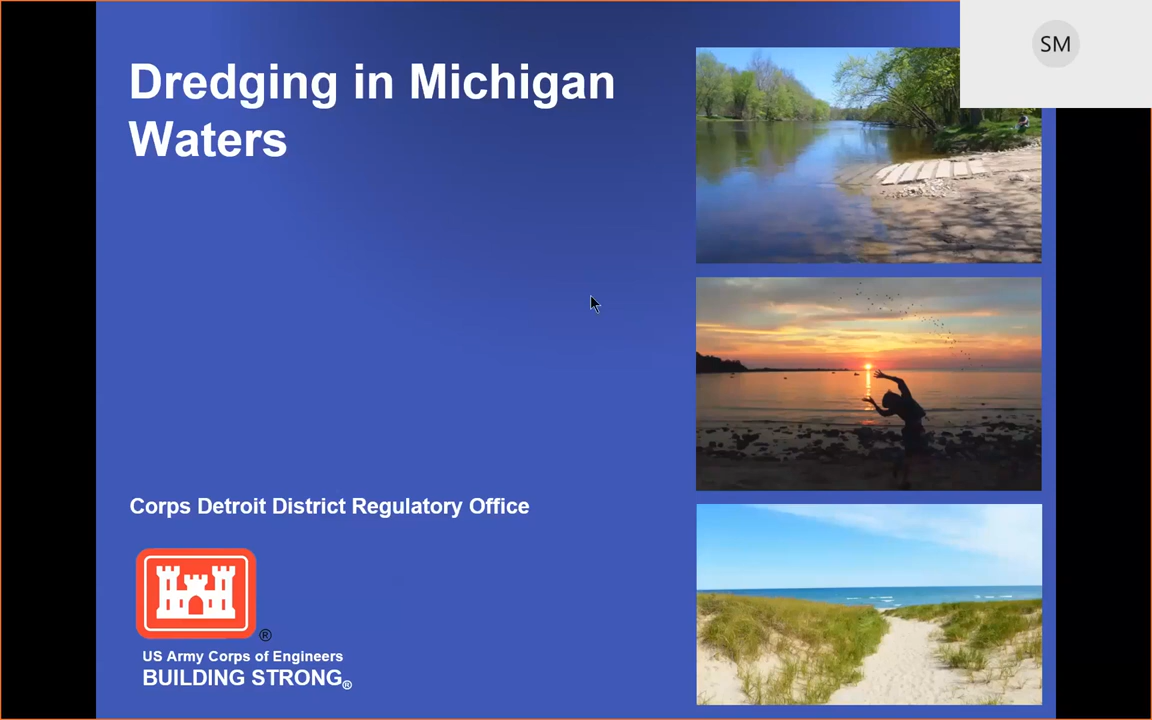 Dredging in Michigan
Waters
SM
Corps Detroit District Regulatory Office
®
US Army Corps of Engineers
BUILDING STRONG®